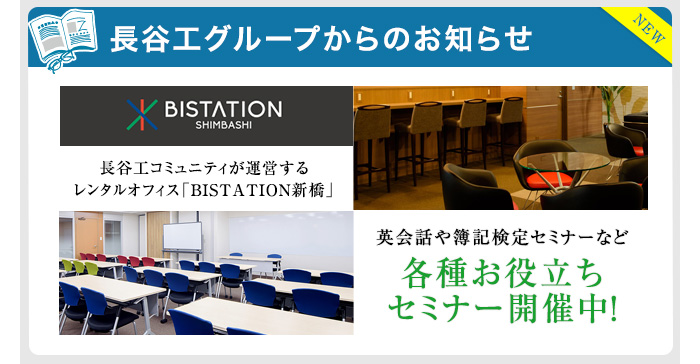 長谷工グループからのお知らせ
NEW
BISTATION
SHIMBASHI
長谷工コミュニティが運営する
レンタルオフィス「BISTATION新橋」
英会話や簿記検定セミナーなど
各種お役立ち
セミナー開催中!